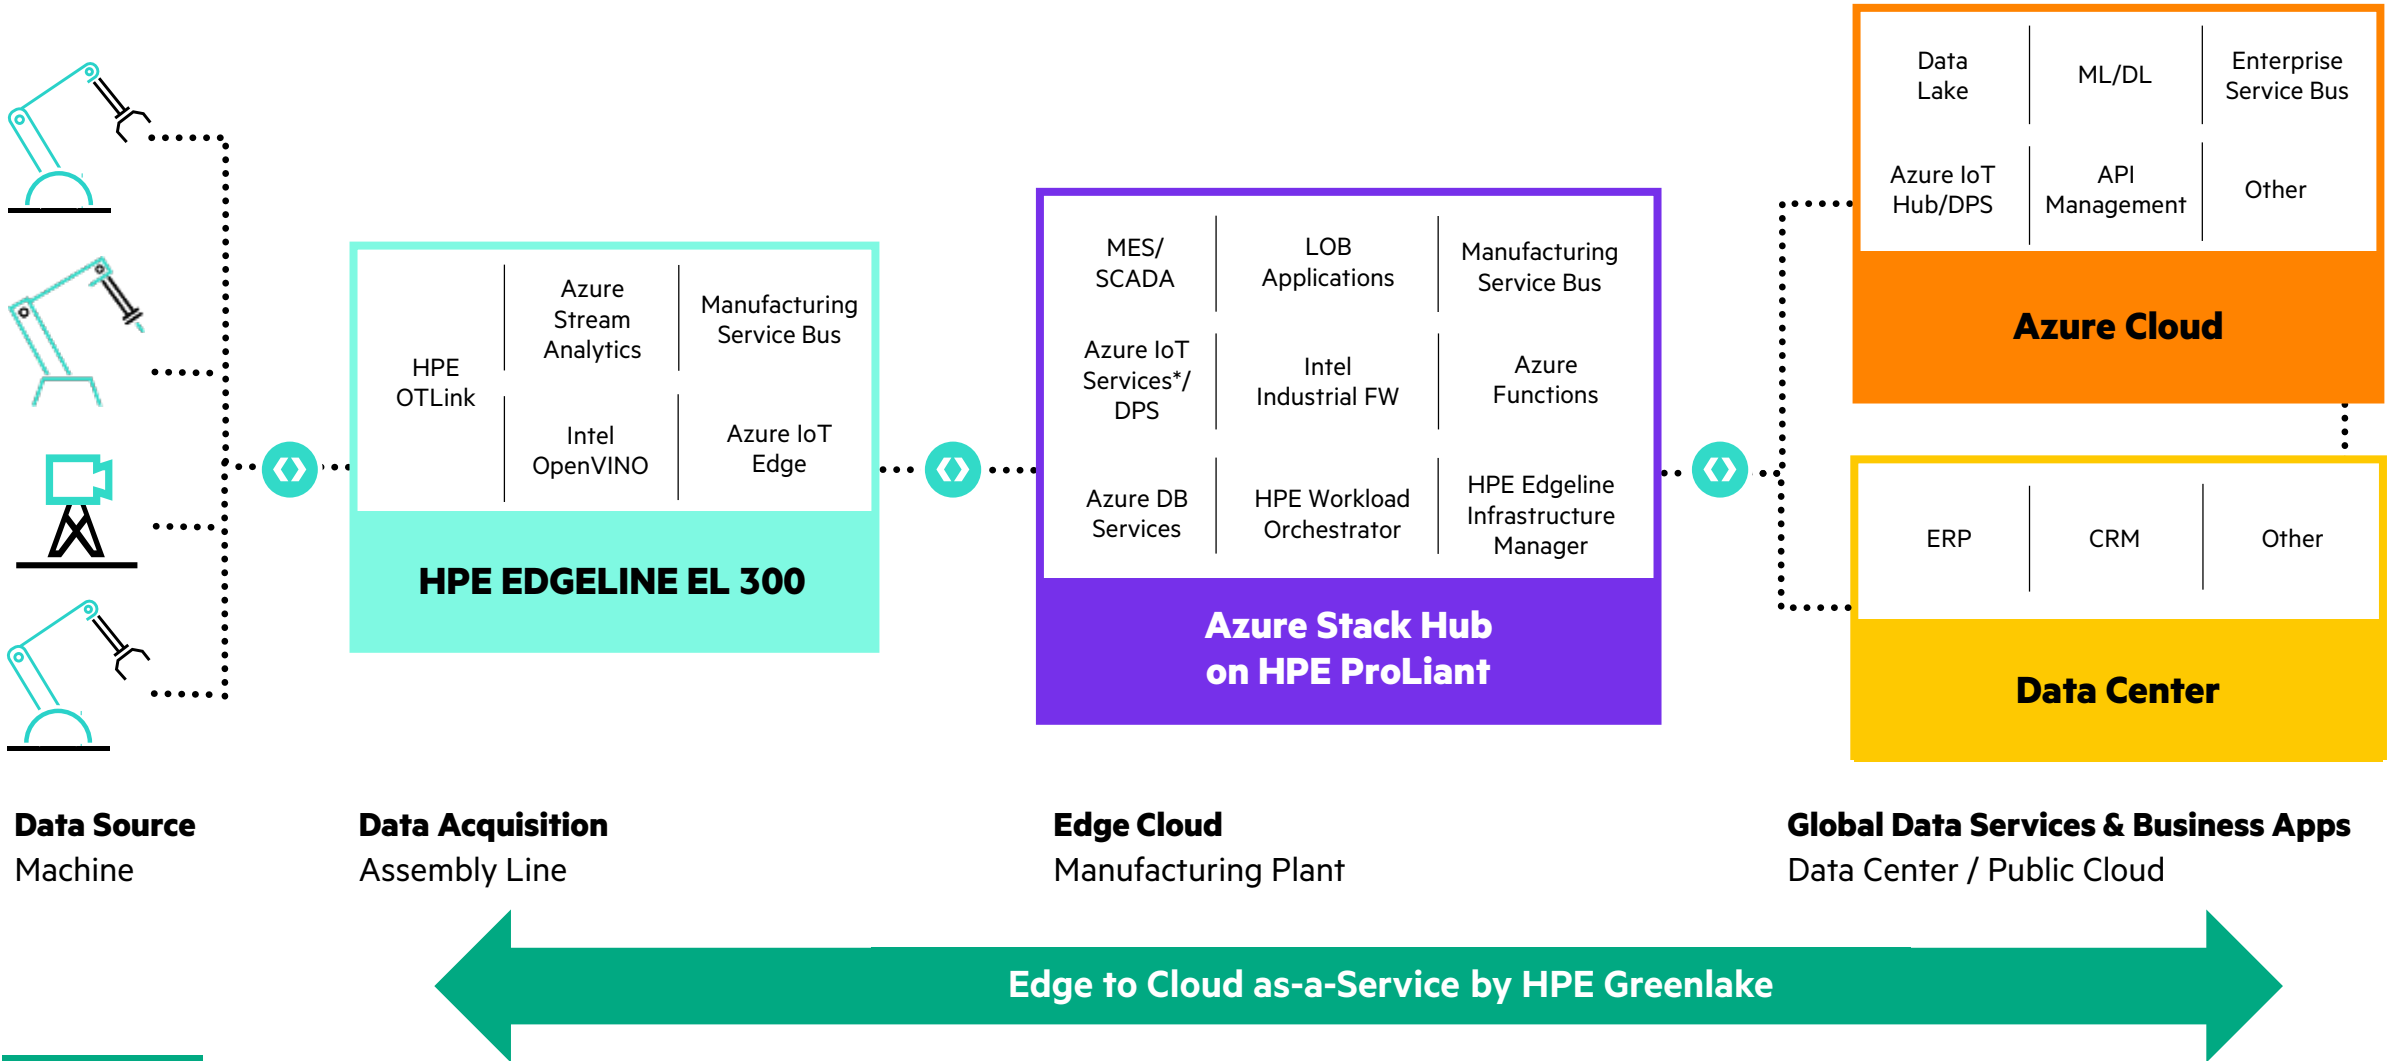 HPE
OTLink
Azure
Stream
Analytics
Manufacturing
Service Bus
Intel
OpenVINO
Azure IoT
Edge
HPE EDGELINE EL 300
MES/
SCADA
LOB
Applications
Manufacturing
Service Bus
Azure IoT
Services*/
DPS
Intel
Industrial FW
Azure
Functions
Azure DB
Services
HPE Workload
Orchestrator
HPE Edgeline
Infrastructure
Manager
Azure Stack Hub
on HPE ProLiant
Data
Lake
ML/DL
Enterprise
Service Bus
Azure IoT
Hub/DPS
API
Management
Other
Azure Cloud
ERP
CRM
Other
Data Center
Data Source
Machine
Data Acquisition
Assembly Line
Edge Cloud
Manufacturing Plant
Global Data Services & Business Apps
Data Center / Public Cloud
Edge to Cloud as-a-Service by HPE Greenlake